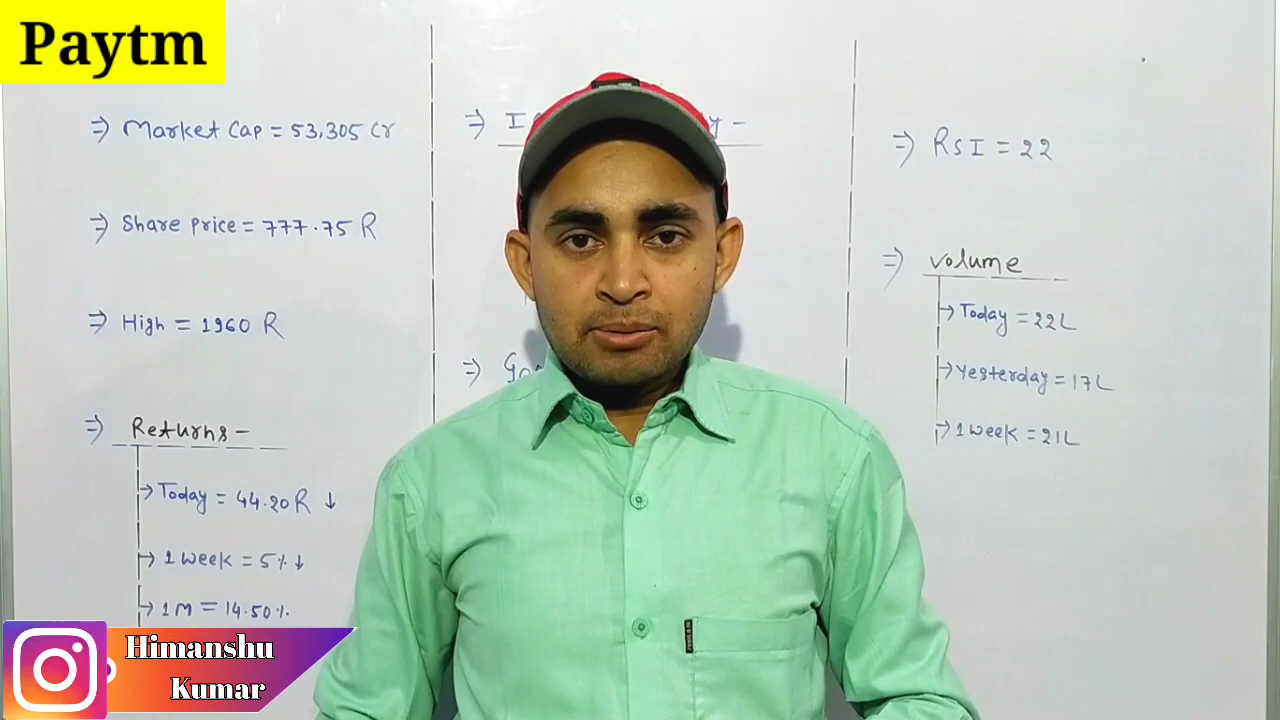 Paytm
⇒ Market Cap = 53,305 Cr
⇒ Share Price = 777.75 R
⇒ High = 1960 R
⇒ Returns -
→ Today = 44.20 R ↓
→ 1 Week = 5% ↓
→ 1M = 14.50%
⇒ RSI = 22
⇒ Volume
→ Today = 22L
→ Yesterday = 17L
→ 1 Week = 21L
Himanshu
Kumar